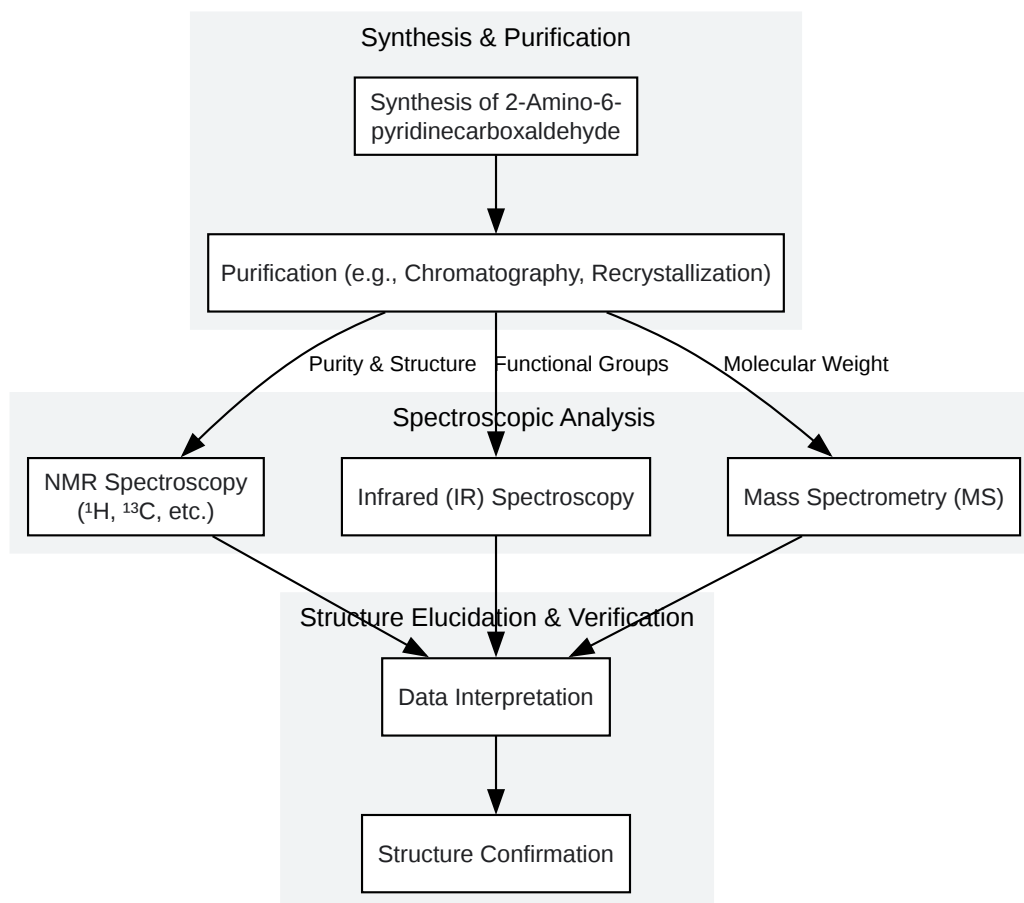 Synthesis & Purification
Synthesis of 2-Amino-6-
pyridinecarboxaldehyde
Purification (e.g., Chromatography, Recrystallization)
Purity & Structure
Functional Groups
Molecular Weight
Spectroscopic Analysis
NMR Spectroscopy
(¹H, ¹³C, etc.)
Infrared (IR) Spectroscopy
Mass Spectrometry (MS)
Structure Elucidation & Verification
Data Interpretation
Structure Confirmation